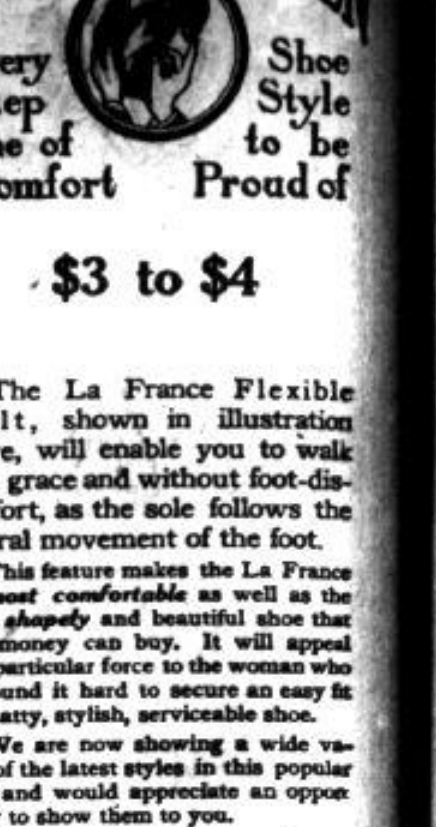 ery Shoe
ep Style
e of to be
omfort Proud of
$3 to $4
The La France Flexible
lt, shown in illustration
e, will enable you to walk
grace and without foot-dis-
fort, as the sole follows the
ral movement of the foot.
This feature makes the La France
most comfortable as well as the
shapely and beautiful shoe that
money can buy. It will appeal
particular force to the woman who
ound it hard to secure an easy fit
atty, stylish, serviceable shoe.
We are now showing a wide va-
of the latest styles in this popular
and would appreciate an oppor
to show them to you.